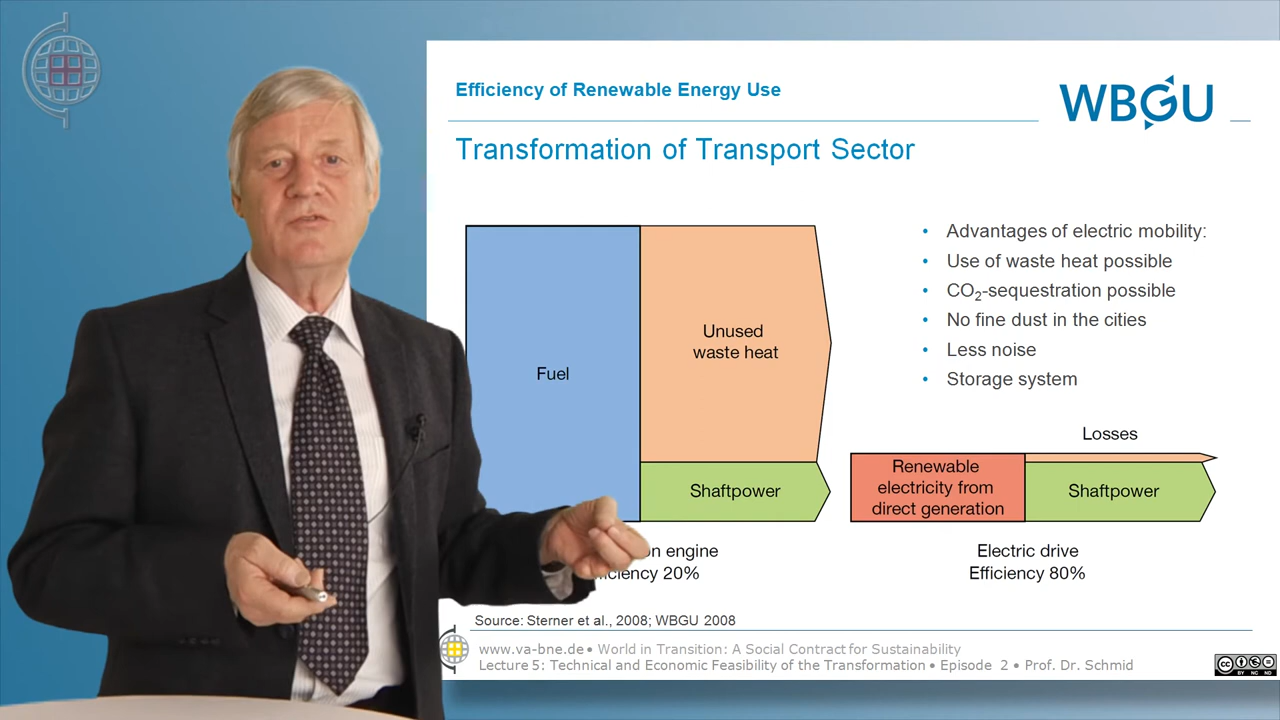 Efficiency of Renewable Energy Use
WBGU
Transformation of Transport Sector
Fuel
Unused
waste heat
Shaftpower
• Advantages of electric mobility:
• Use of waste heat possible
• CO₂-sequestration possible
• No fine dust in the cities
• Less noise
• Storage system
Losses
Renewable
electricity from
direct generation
Shaftpower
engine
20%
Electric drive
Efficiency 80%
Source: Sterner et al., 2008; WBGU 2008
www.va-bne.de • World in Transition: A Social Contract for Sustainability
Lecture 5: Technical and Economic Feasibility of the Transformation • Episode 2 • Prof. Dr. Schmid
cc BY NC ND